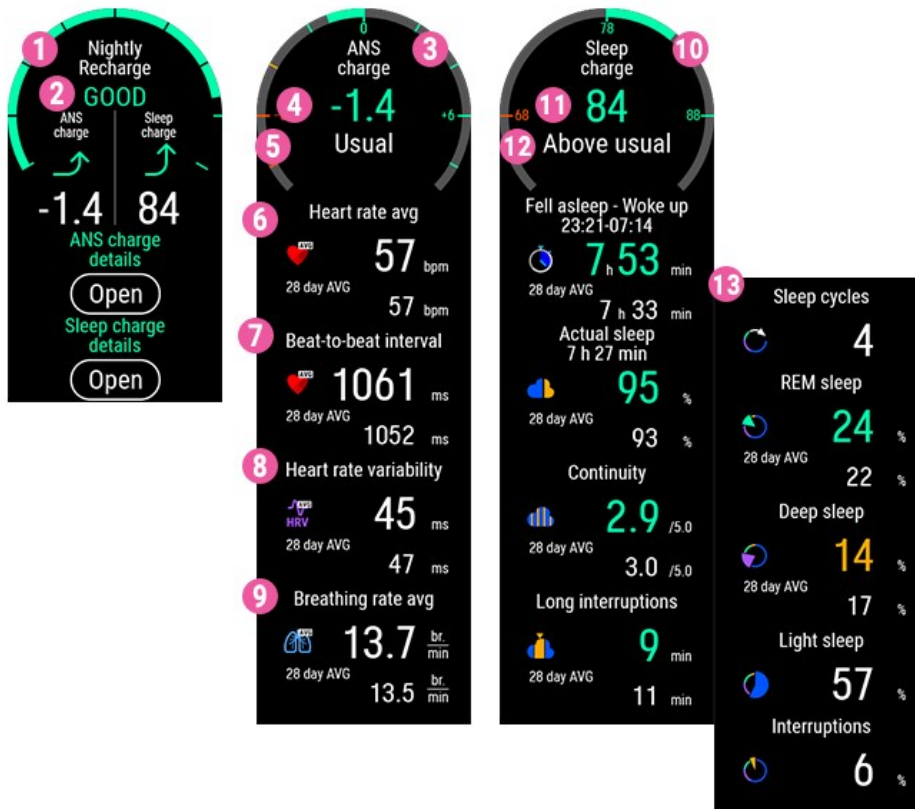 1
Nightly
Recharge
2
GOOD
ANS
charge
Sleep
charge
-1.4
84
ANS charge
details
Open
Sleep charge
details
Open
0
ANS
charge
3
4
-1.4
+6
5
Usual
6
Heart rate avg
AVG
57 bpm
28 day AVG
57 bpm
7
Beat-to-beat interval
AVG
1061 ms
28 day AVG
1052 ms
8
Heart rate variability
AVG
HRV
45 ms
28 day AVG
47 ms
9
Breathing rate avg
AVG
13.7 br./min
28 day AVG
13.5 br./min
78
Sleep
charge
10
68
11
84
88
12
Above usual
Fell asleep - Woke up
23:21-07:14
7 h 53 min
28 day AVG
7 h 33 min
Actual sleep
7 h 27 min
95 %
28 day AVG
93 %
Continuity
2.9 /5.0
28 day AVG
3.0 /5.0
Long interruptions
9 min
28 day AVG
11 min
13
Sleep cycles
4
REM sleep
24 %
28 day AVG
22 %
Deep sleep
14 %
28 day AVG
17 %
Light sleep
57 %
Interruptions
6 %